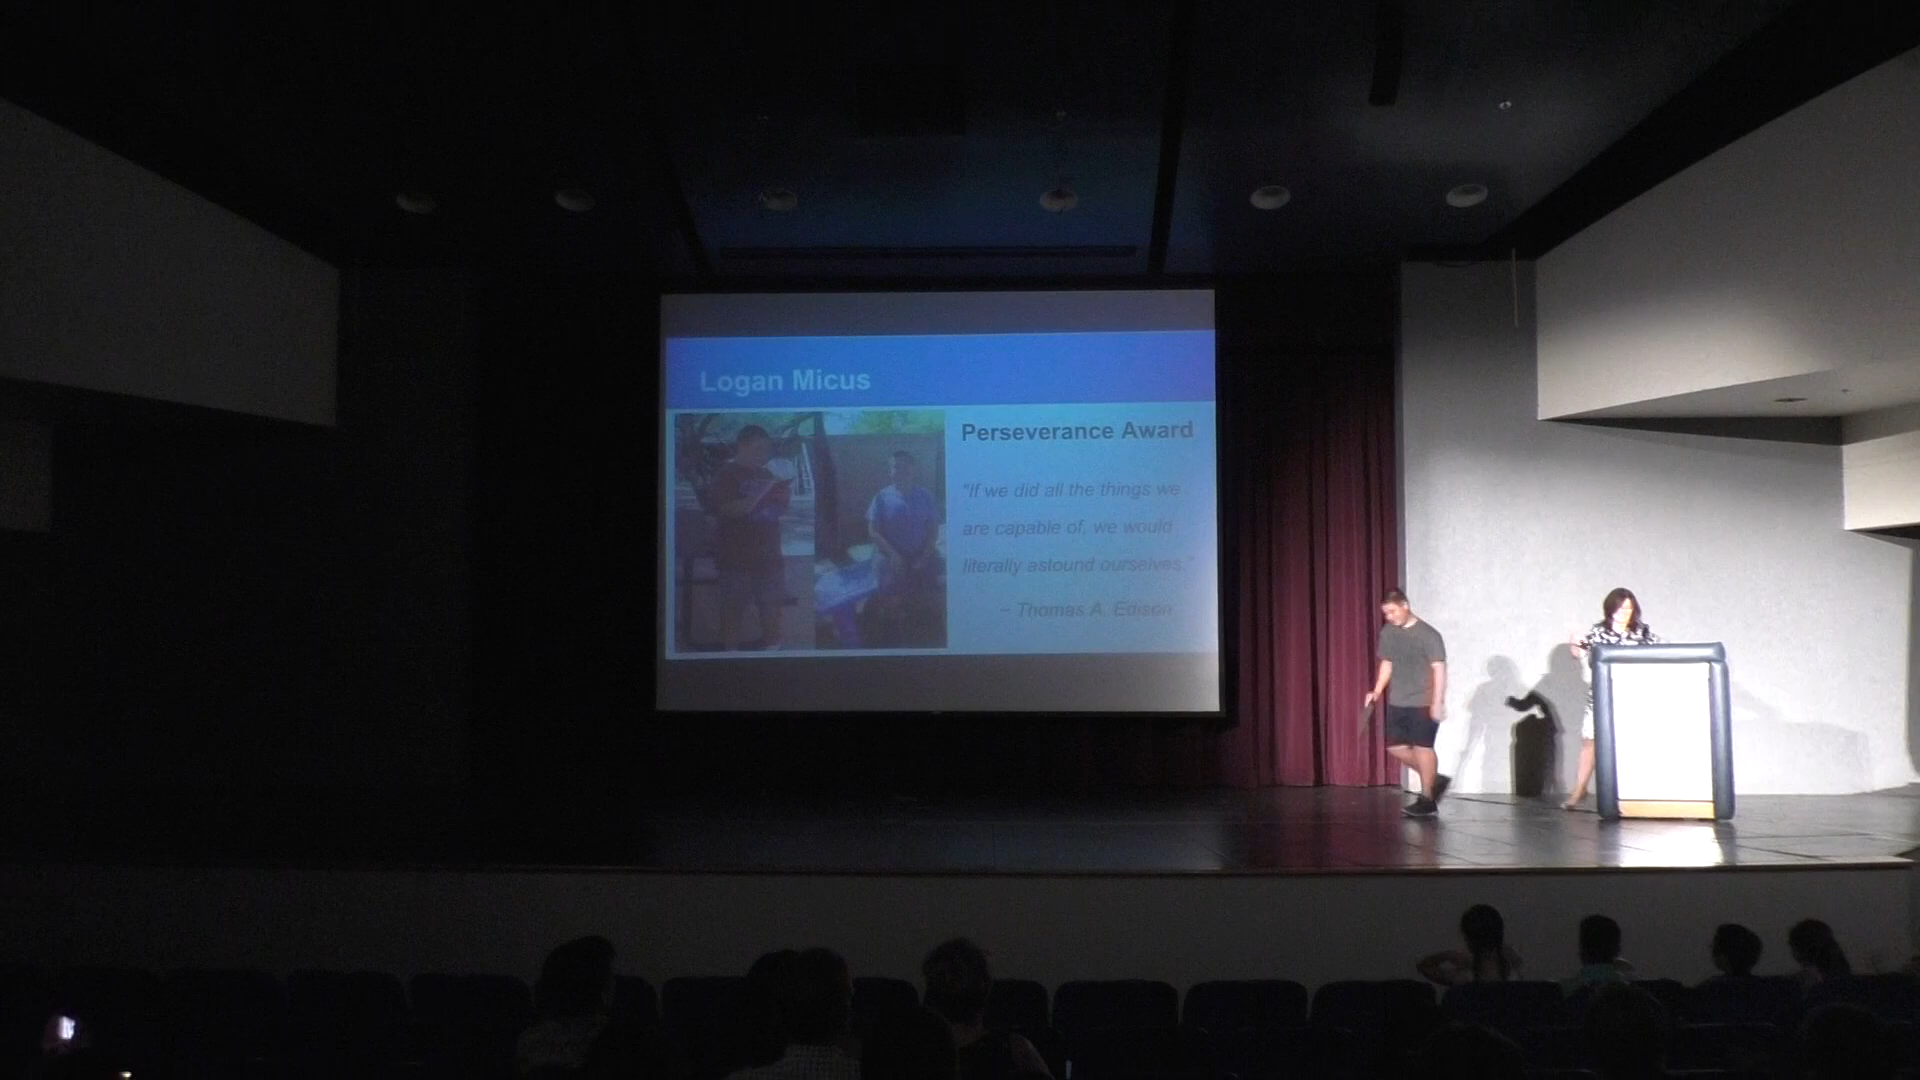 Logan Micus
Perseverance Award
"If we did all the things we
are capable of, we would
literally astound ourselves."
~ Thomas A. Edison